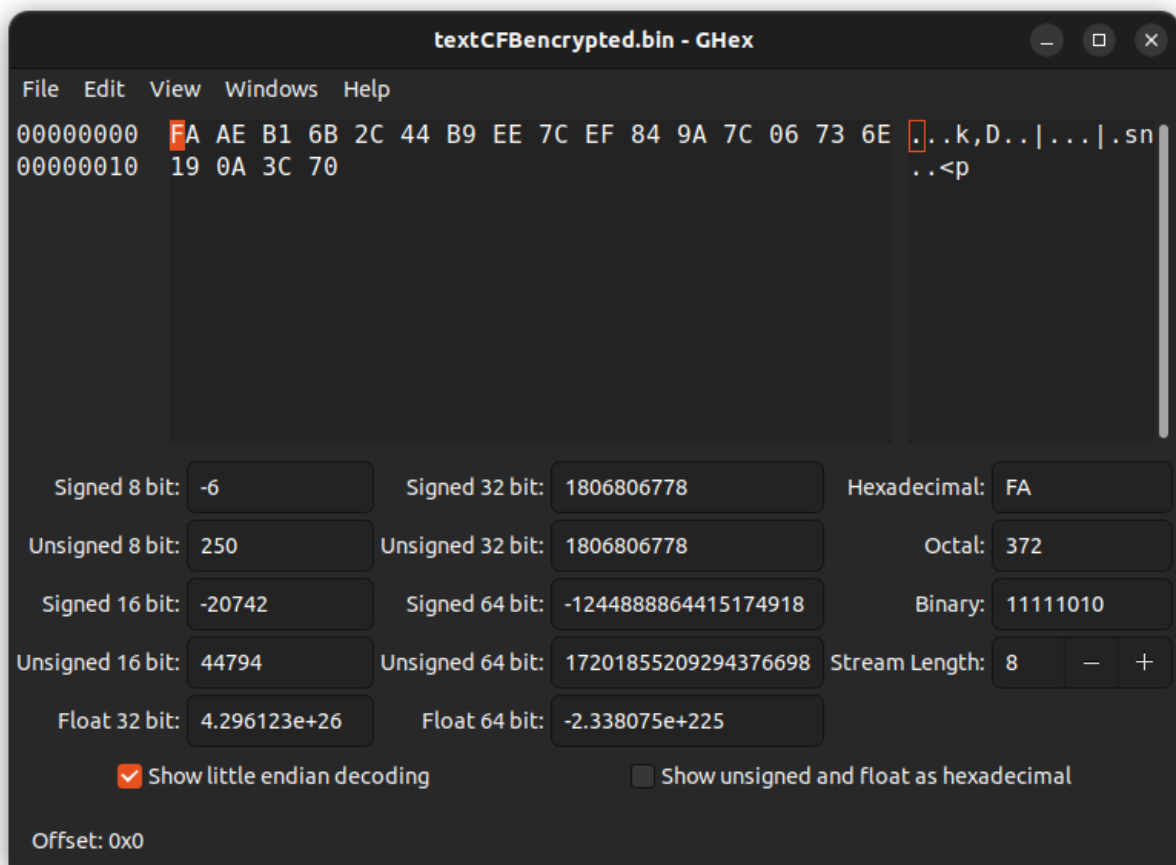 textCFBencrypted.bin - GHex
File Edit View Windows Help
00000000 FA AE B1 6B 2C 44 B9 EE 7C EF 84 9A 7C 06 73 6E ...k,D..|...|.sn
00000010 19 0A 3C 70 ..<p
Signed 8 bit: -6 Signed 32 bit: 1806806778 Hexadecimal: FA
Unsigned 8 bit: 250 Unsigned 32 bit: 1806806778 Octal: 372
Signed 16 bit: -20742 Signed 64 bit: -1244888864415174918 Binary: 11111010
Unsigned 16 bit: 44794 Unsigned 64 bit: 17201855209294376698 Stream Length: 8 − +
Float 32 bit: 4.296123e+26 Float 64 bit: -2.338075e+225
Show little endian decoding Show unsigned and float as hexadecimal
Offset: 0x0